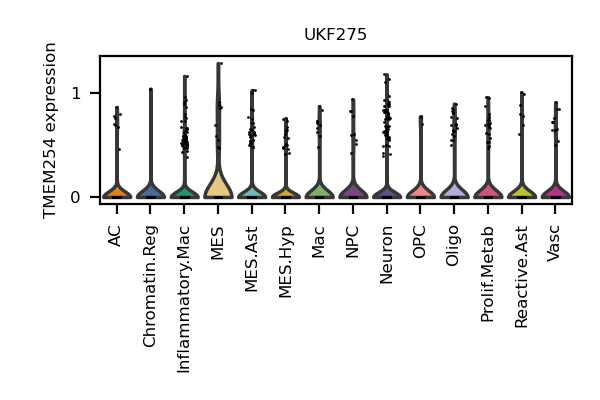 UKF275
TMEM254 expression
1
0
AC
Chromatin.Reg
Inflammatory.Mac
MES
MES.Ast
MES.Hyp
Mac
NPC
Neuron
OPC
Oligo
Prolif.Metab
Reactive.Ast
Vasc